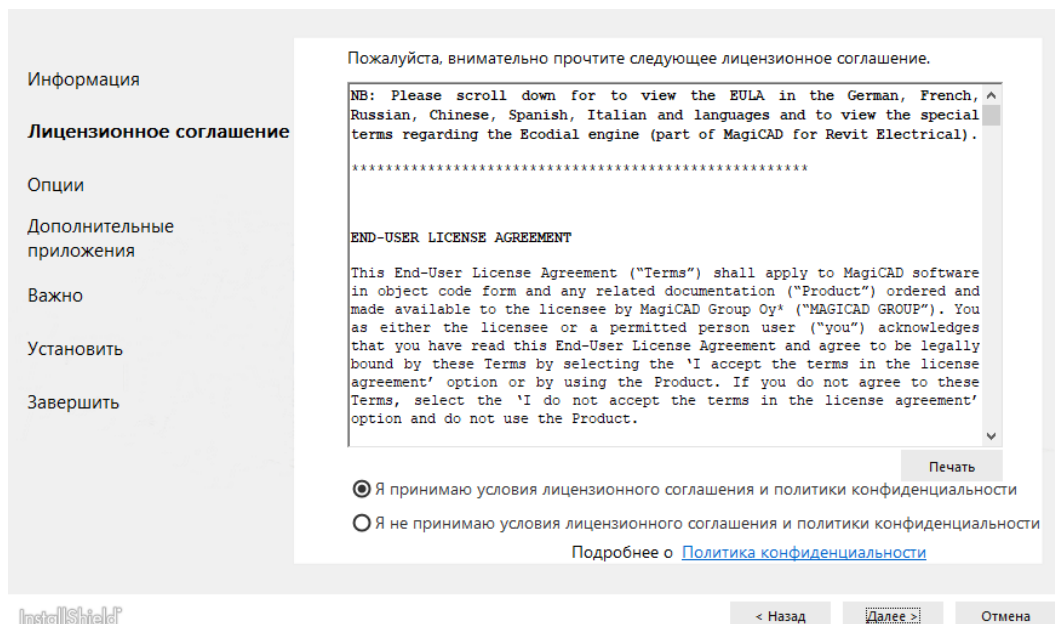 Информация
Лицензионное соглашение
Опции
Дополнительные
приложения
Важно
Установить
Завершить
Пожалуйста, внимательно прочтите следующее лицензионное соглашение.
NB: Please scroll down for to view the EULA in the German, French,
Russian, Chinese, Spanish, Italian and languages and to view the special
terms regarding the Ecodial engine (part of MagiCAD for Revit Electrical).
*****************************************************
END-USER LICENSE AGREEMENT
This End-User License Agreement (“Terms”) shall apply to MagiCAD software
in object code form and any related documentation (“Product”) ordered and
made available to the licensee by MagiCAD Group Oy* (“MAGICAD GROUP”). You
as either the licensee or a permitted person user (“you”) acknowledges
that you have read this End-User License Agreement and agree to be legally
bound by these Terms by selecting the ‘I accept the terms in the license
agreement’ option or by using the Product. If you do not agree to these
Terms, select the ‘I do not accept the terms in the license agreement’
option and do not use the Product.
Печать
Я принимаю условия лицензионного соглашения и политики конфиденциальности
Я не принимаю условия лицензионного соглашения и политики конфиденциальности
Подробнее о Политика конфиденциальности
InstallShield
< Назад
Далее >
Отмена